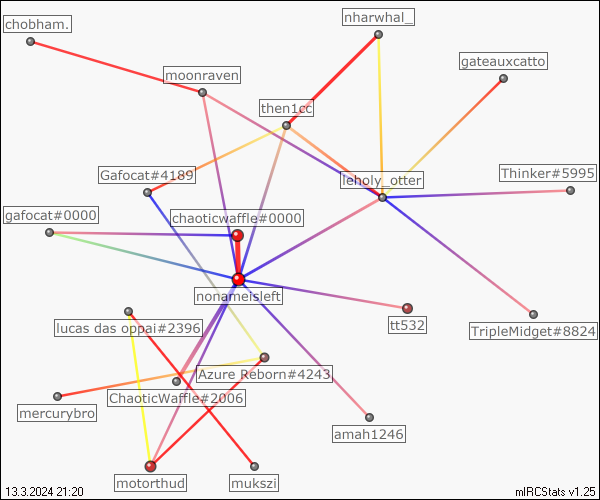 nharwhal_
chobham.
gateauxcatto
moonraven
then1cc
Gafocat#4189
leholy_otter
Thinker#5995
gafocat#0000
chaoticwaffle#0000
nonameisleft
lucas das oppai#2396
tt532
TripleMidget#8824
Azure Reborn#4243
ChaoticWaffle#2006
mercurybro
amah1246
motorthud
mukszi
13.3.2024 21:20
mIRCStats v1.25